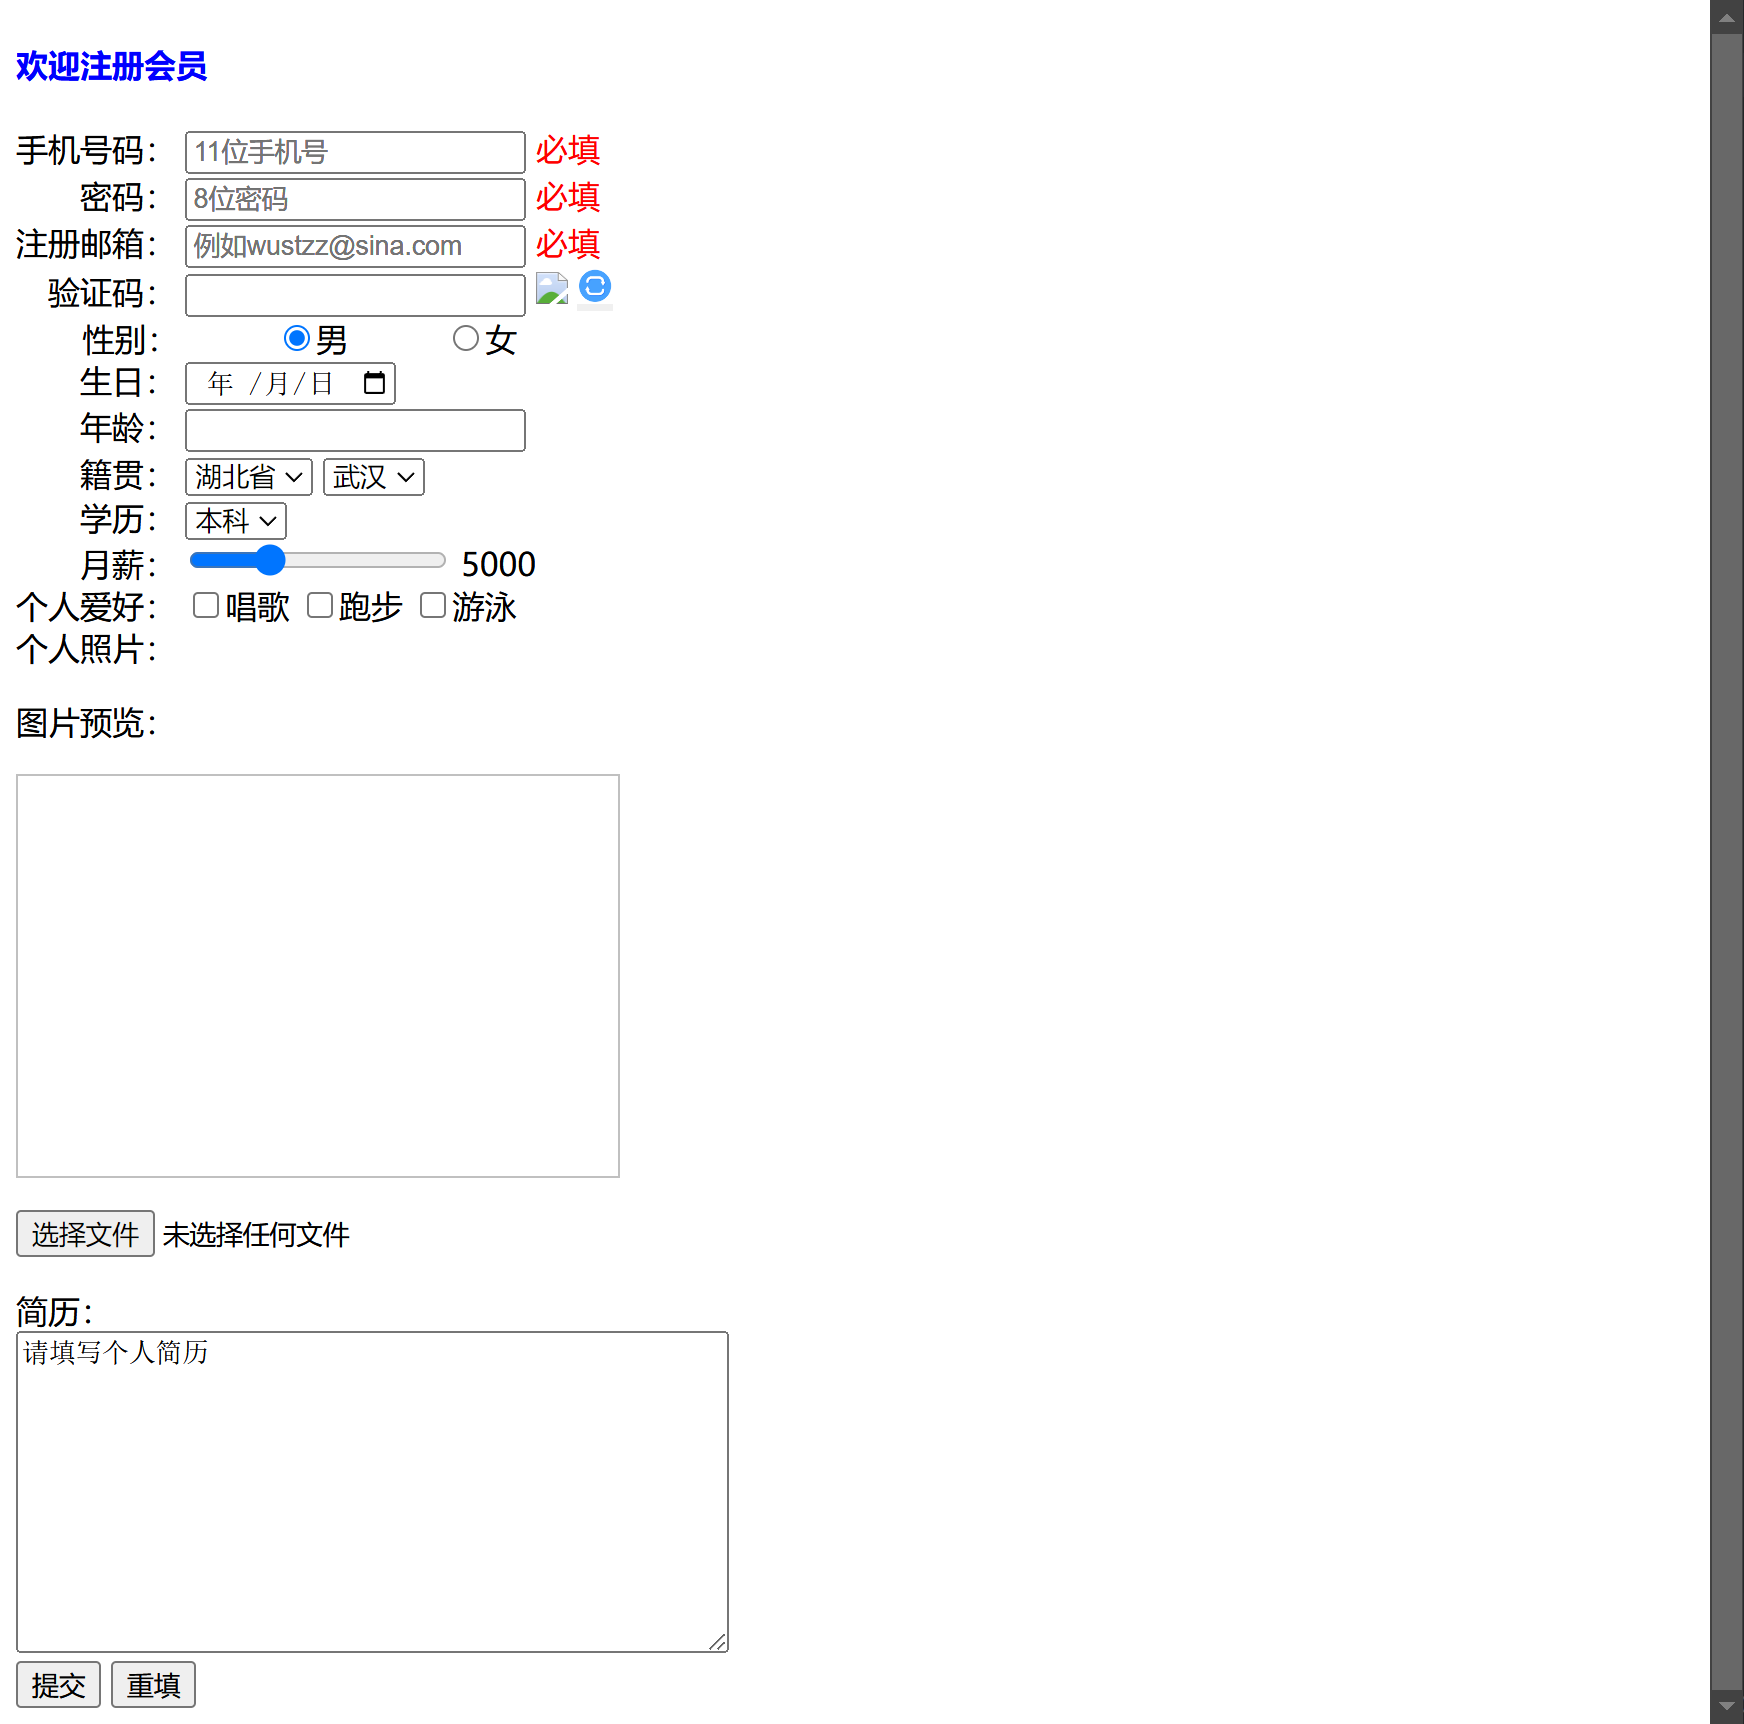 欢迎注册会员
手机号码： 11位手机号 必填
密码： 8位密码 必填
注册邮箱： 例如wustzz@sina.com 必填
验证码：
性别： 男 女
生日： 年 /月/日
年龄：
籍贯： 湖北省 武汉
学历： 本科
月薪： 5000
个人爱好： 唱歌 跑步 游泳
个人照片：
图片预览：
选择文件 未选择任何文件
简历：
请填写个人简历
提交 重填